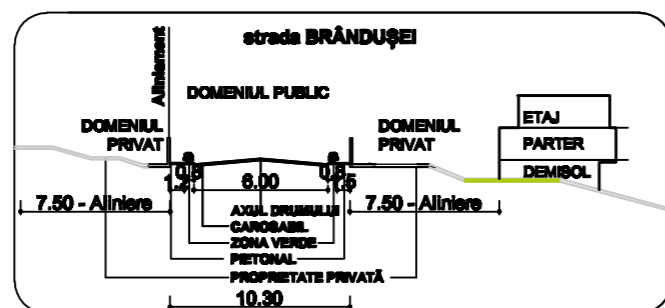 strada BRÂNDUȘEI
Aliniament
DOMENIUL PUBLIC
DOMENIUL
PRIVAT
DOMENIUL
PRIVAT
ETAJ
PARTER
DEMISOL
6.00
7.50 - Aliniere
7.50 - Aliniere
AXUL DRUMULUI
CAROSABIL
ZONA VERDE
PIETONAL
PROPRIETATE PRIVATĂ
10.30